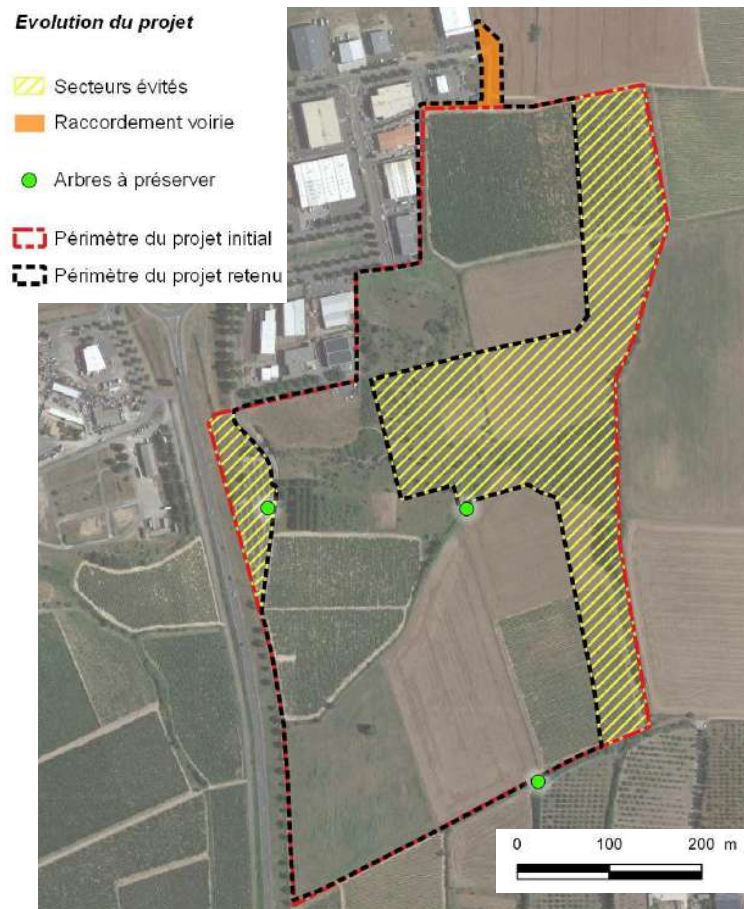 Evolution du projet
Secteurs évités
Raccordement voirie
Arbres à préserver
Périmètre du projet initial
Périmètre du projet retenu
0 100 200 m